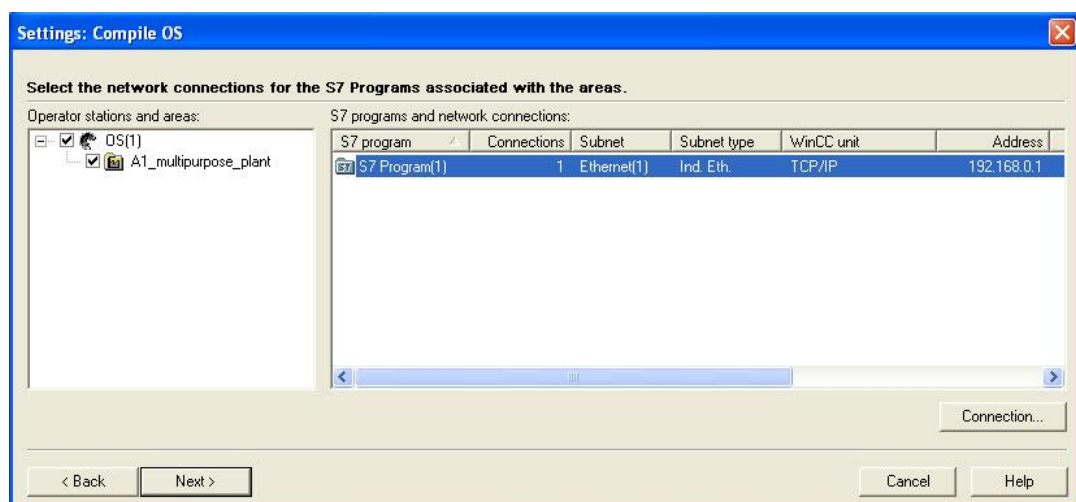 Settings: Compile OS
Select the network connections for the S7 Programs associated with the areas.
Operator stations and areas:
OS(1)
A1_multipurpose_plant
S7 programs and network connections:
S7 program Connections Subnet Subnet type WinCC unit Address
S7 Program(1) 1 Ethernet(1) Ind. Eth. TCP/IP 192.168.0.1
Connection...
< Back Next > Cancel Help